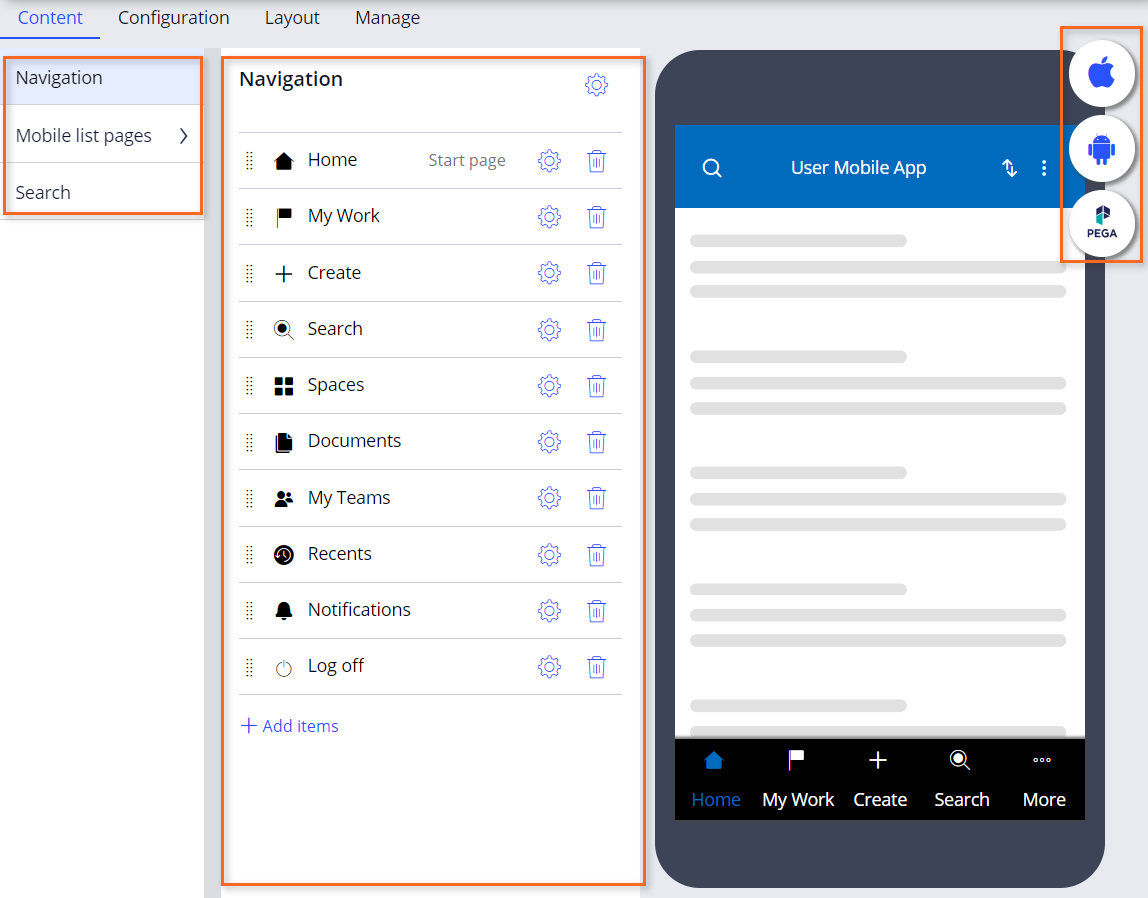 Content Configuration Layout Manage
Navigation
Mobile list pages
Search
Navigation
Home Start page
My Work
Create
Search
Spaces
Documents
My Teams
Recents
Notifications
Log off
Add items
User Mobile App
Home My Work Create Search More
PEGA